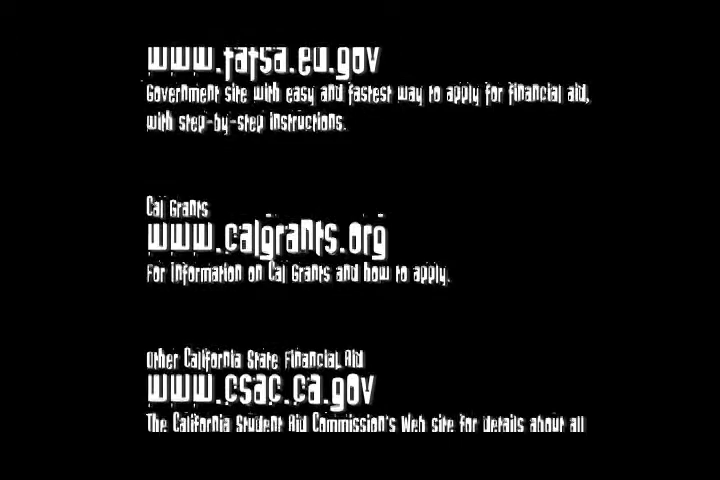 www.fafsa.ed.gov
Government site with easy and fastest way to apply for financial aid,
with step-by-step instructions.
Cal Grants
www.calgrants.org
For information on Cal Grants and how to apply.
Other California State Financial Aid
www.csac.ca.gov
The California Student Aid Commission's Web site for details about all